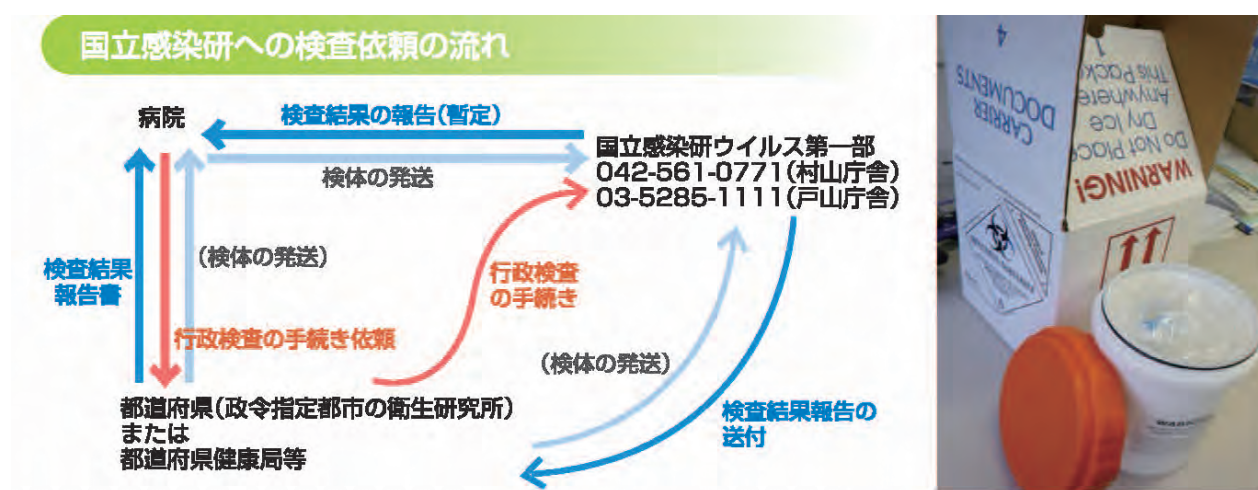 国立感染研への検査依頼の流れ
病院
検査結果の報告(暫定)
検体の発送
国立感染研ウイルス第一部
042-561-0771(村山庁舎)
03-5285-1111(戸山庁舎)
検査結果
報告書
(検体の発送)
行政検査の手続き依頼
行政検査
の手続き
(検体の発送)
検査結果報告の
送付
都道府県(政令指定都市の衛生研究所)
または
都道府県健康局等
4
DOCUMENTS
CARRIER
WARNING!
Do Not Place
Dry Ice
Anywhere
This Pack
1